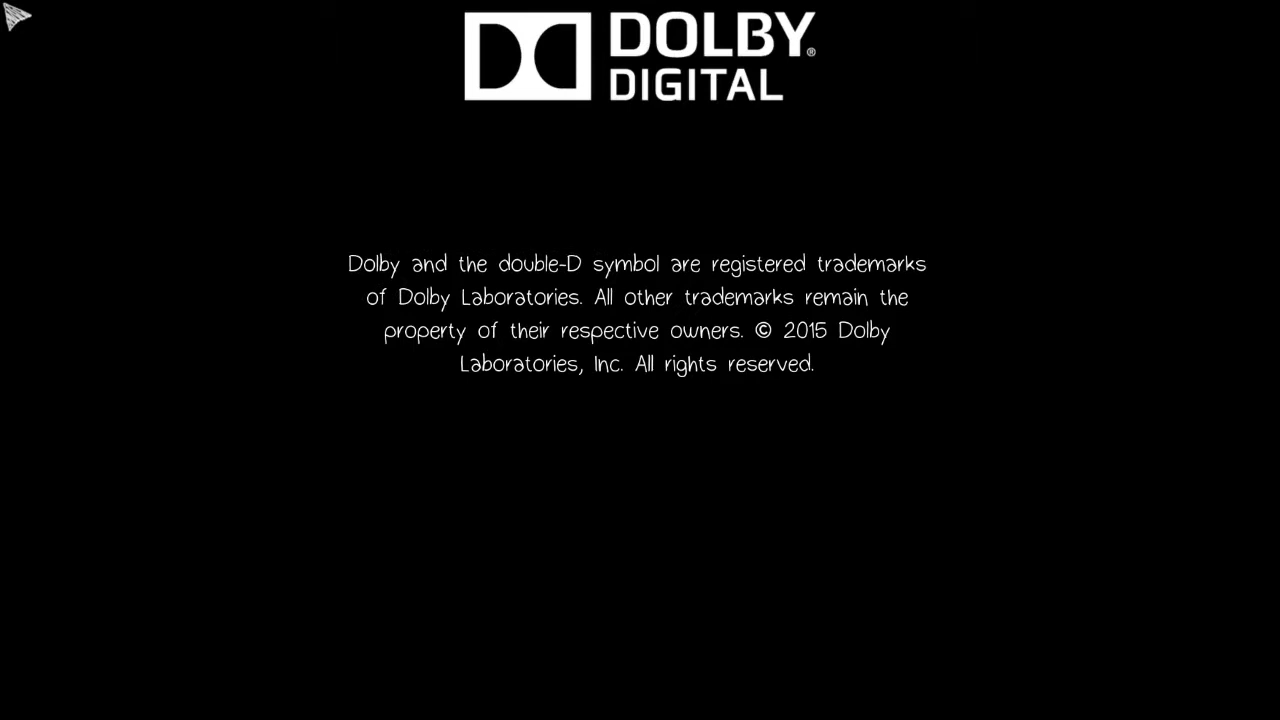 DOLBY®
DIGITAL
Dolby and the double-D symbol are registered trademarks
of Dolby Laboratories. All other trademarks remain the
property of their respective owners. © 2015 Dolby
Laboratories, Inc. All rights reserved.